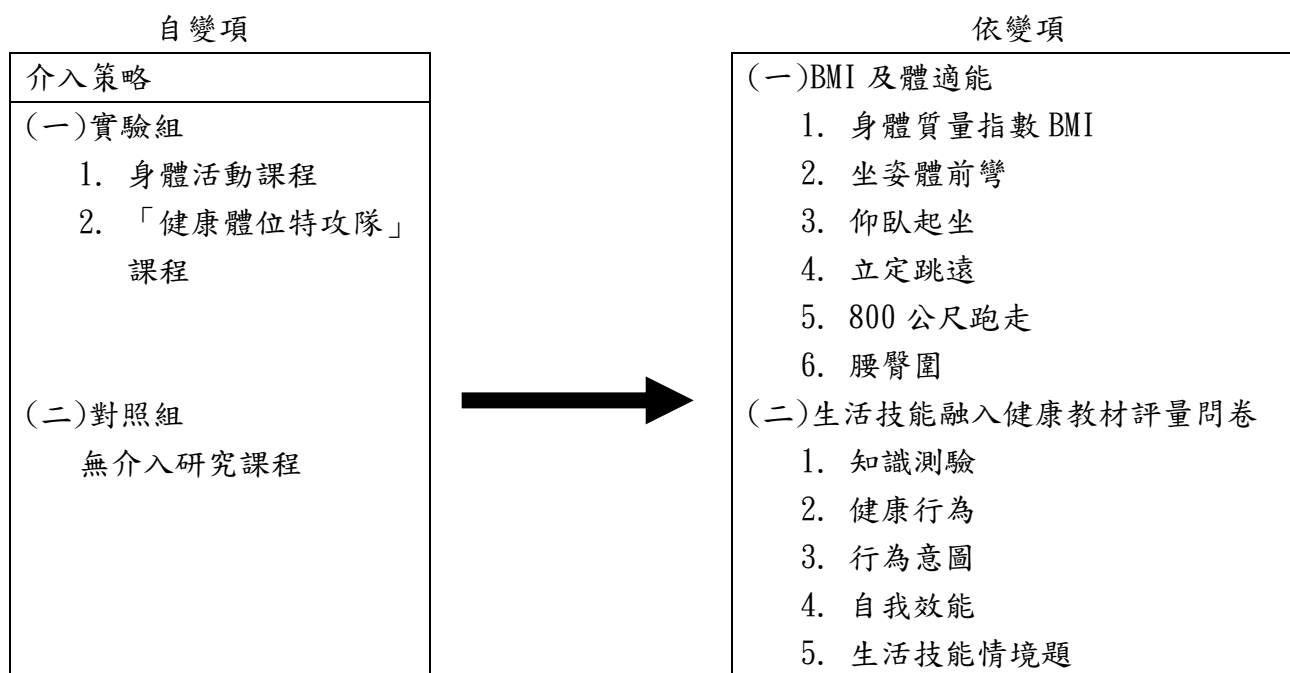 自變項
介入策略
(一)實驗組
1. 身體活動課程
2. 「健康體位特攻隊」
課程
(二)對照組
無介入研究課程
依變項
(一)BMI 及體適能
1. 身體質量指數 BMI
2. 坐姿體前彎
3. 仰臥起坐
4. 立定跳遠
5. 800 公尺跑走
6. 腰臀圍
(二)生活技能融入健康教材評量問卷
1. 知識測驗
2. 健康行為
3. 行為意圖
4. 自我效能
5. 生活技能情境題